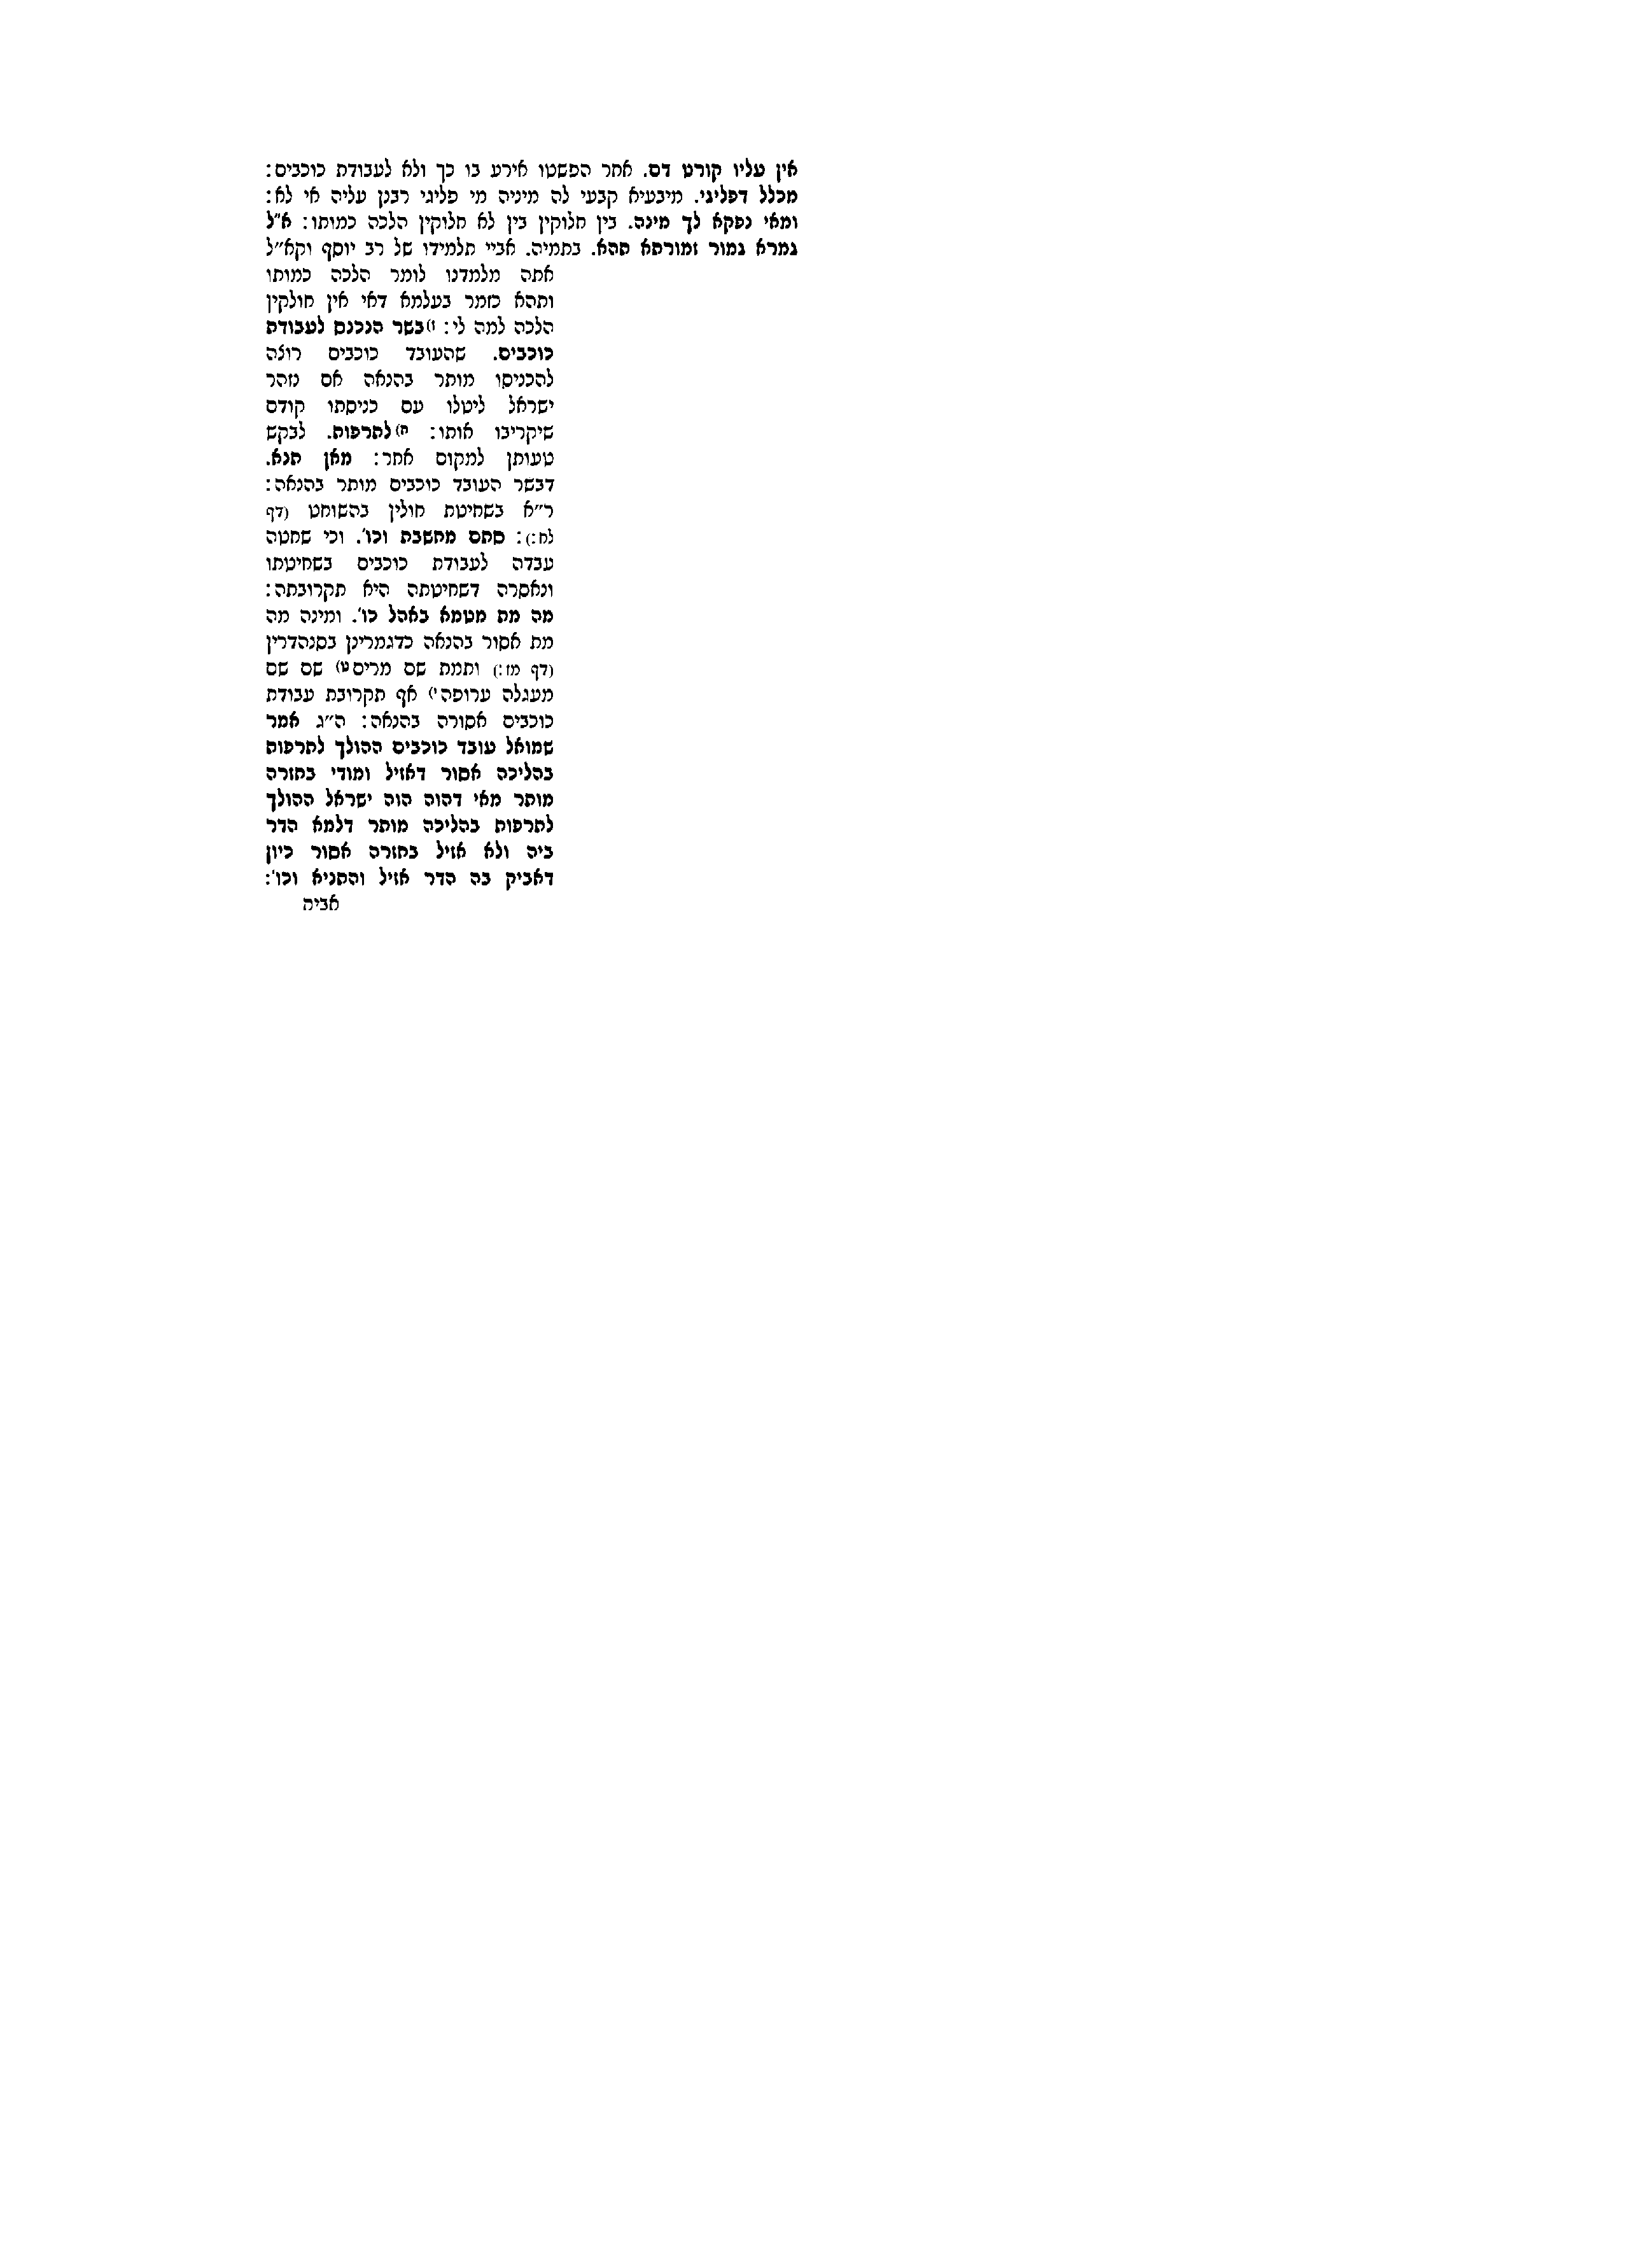 אין עליו קורט דם. אחר הפשטו אירע בו כך ולא לעבודת כוכבים:
מכלל דפליגי. מיבעיא קבעי לה מיניה מי פליגי רבנן עליה אי לא:
ומאי נפקא לך מינה. בין חלוקין בין לא חלוקין הלכה כמותו: א"ל
גמרא גמור זמורתא תהא. בתמיה. אביי תלמידו של רב יוסף וקא"ל
אתה מלמדנו לומר הלכה כמותו
ותהא כזמר בעלמא דאי אין חולקין
הלכה למה לי: ז) בשר הנכנס לעבודת
כוכבים. שהעובד כוכבים רוצה
להכניסו מותר בהנאה אם נזהר
ישראל ליטלו עם כניסתו קודם
שיקריבו אותו: ח) לתרפות. לבקש
טעותן למקום אחר: מאן תנא.
דבשר העובד כוכבים מותר בהנאה:
ר"א בשחיטת חולין בהשוחט (דף
לח:): סתם מחשבת וכו'. וכי שחטה
עבדה לעבודת כוכבים בשחיטתו
ונאסרה דשחיטתה היא תקרובתה:
מה מת מטמא באהל כו'. ומינה מה
מת אסור בהנאה כדגמרינן בסנהדרין
(דף מז:) ותמת שם מרים ט) שם שם
מעגלה ערופה י) אף תקרובת עבודת
כוכבים אסורה בהנאה: ה"ג אמר
שמואל עובד כוכבים ההולך לתרפות
בהליכה אסור דאזיל ומודי בחזרה
מותר מאי דהוה הוה ישראל ההולך
לתרפות בהליכה מותר דלמא הדר
ביה ולא אזיל בחזרה אסור כיון
דאביק בה הדר אזיל והתניא וכו':
אביה